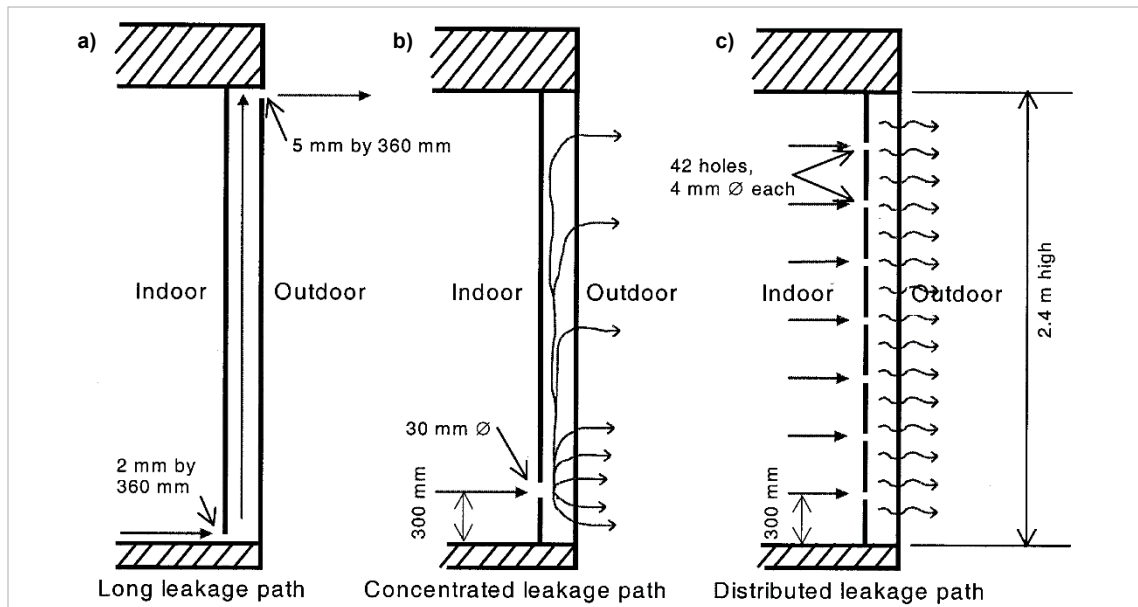 a)
5 mm by 360 mm
Indoor
Outdoor
2 mm by
360 mm
Long leakage path
b)
Indoor
Outdoor
30 mm Ø
300 mm
Concentrated leakage path
c)
42 holes,
4 mm Ø each
Indoor
Outdoor
2.4 m high
300 mm
Distributed leakage path